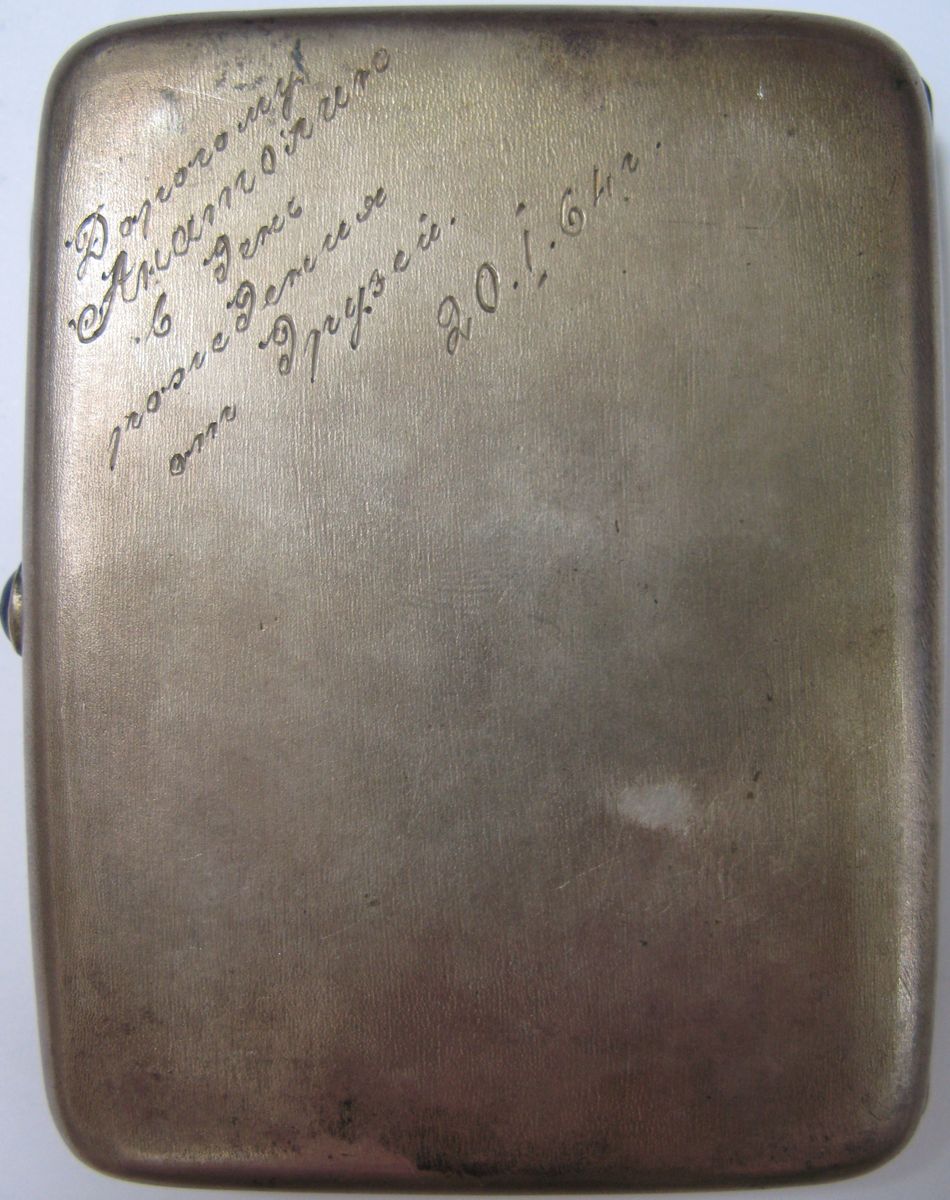 Дорогому
Анатолию
в день
рождения
от друзей.
20.I.64г.